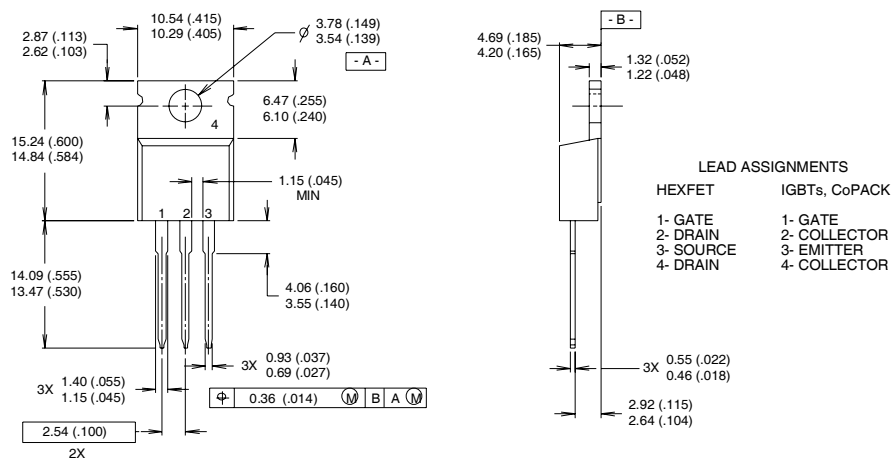 10.54 (.415)
10.29 (.405)
2.87 (.113)
2.62 (.103)
ø 3.78 (.149)
3.54 (.139)
- A -
6.47 (.255)
6.10 (.240)
4
15.24 (.600)
14.84 (.584)
1.15 (.045)
MIN
1 2 3
14.09 (.555)
13.47 (.530)
4.06 (.160)
3.55 (.140)
3X 0.93 (.037)
0.69 (.027)
3X 1.40 (.055)
1.15 (.045)
⌖ 0.36 (.014) Ⓜ B A Ⓜ
2.54 (.100)
2X
- B -
4.69 (.185)
4.20 (.165)
1.32 (.052)
1.22 (.048)
3X 0.55 (.022)
0.46 (.018)
2.92 (.115)
2.64 (.104)
LEAD ASSIGNMENTS
HEXFET IGBTs, CoPACK
1- GATE 1- GATE
2- DRAIN 2- COLLECTOR
3- SOURCE 3- EMITTER
4- DRAIN 4- COLLECTOR